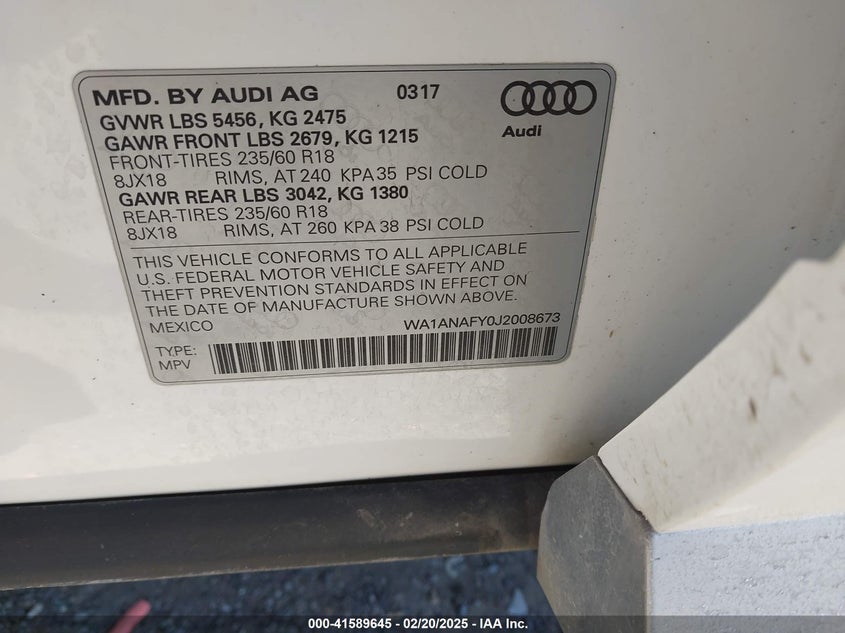 MFD. BY AUDI AG 0317
Audi
GVWR LBS 5456, KG 2475
GAWR FRONT LBS 2679, KG 1215
FRONT-TIRES 235/60 R18
8JX18 RIMS, AT 240 KPA 35 PSI COLD
GAWR REAR LBS 3042, KG 1380
REAR-TIRES 235/60 R18
8JX18 RIMS, AT 260 KPA 38 PSI COLD
THIS VEHICLE CONFORMS TO ALL APPLICABLE
U.S. FEDERAL MOTOR VEHICLE SAFETY AND
THEFT PREVENTION STANDARDS IN EFFECT ON
THE DATE OF MANUFACTURE SHOWN ABOVE.
MEXICO WA1ANAFY0J2008673
TYPE:
MPV
000-41589645 - 02/20/2025 - IAA Inc.